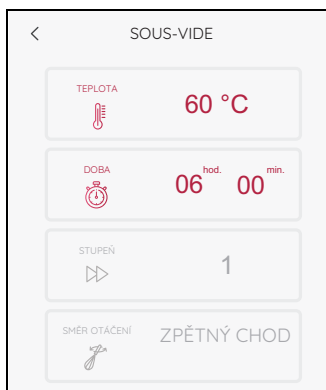 SOUS-VIDE
TEPLOTA
60 °C
DOBA
06 hod. 00 min.
STUPEŇ
1
SMĚR OTÁČENÍ
ZPĚTNÝ CHOD